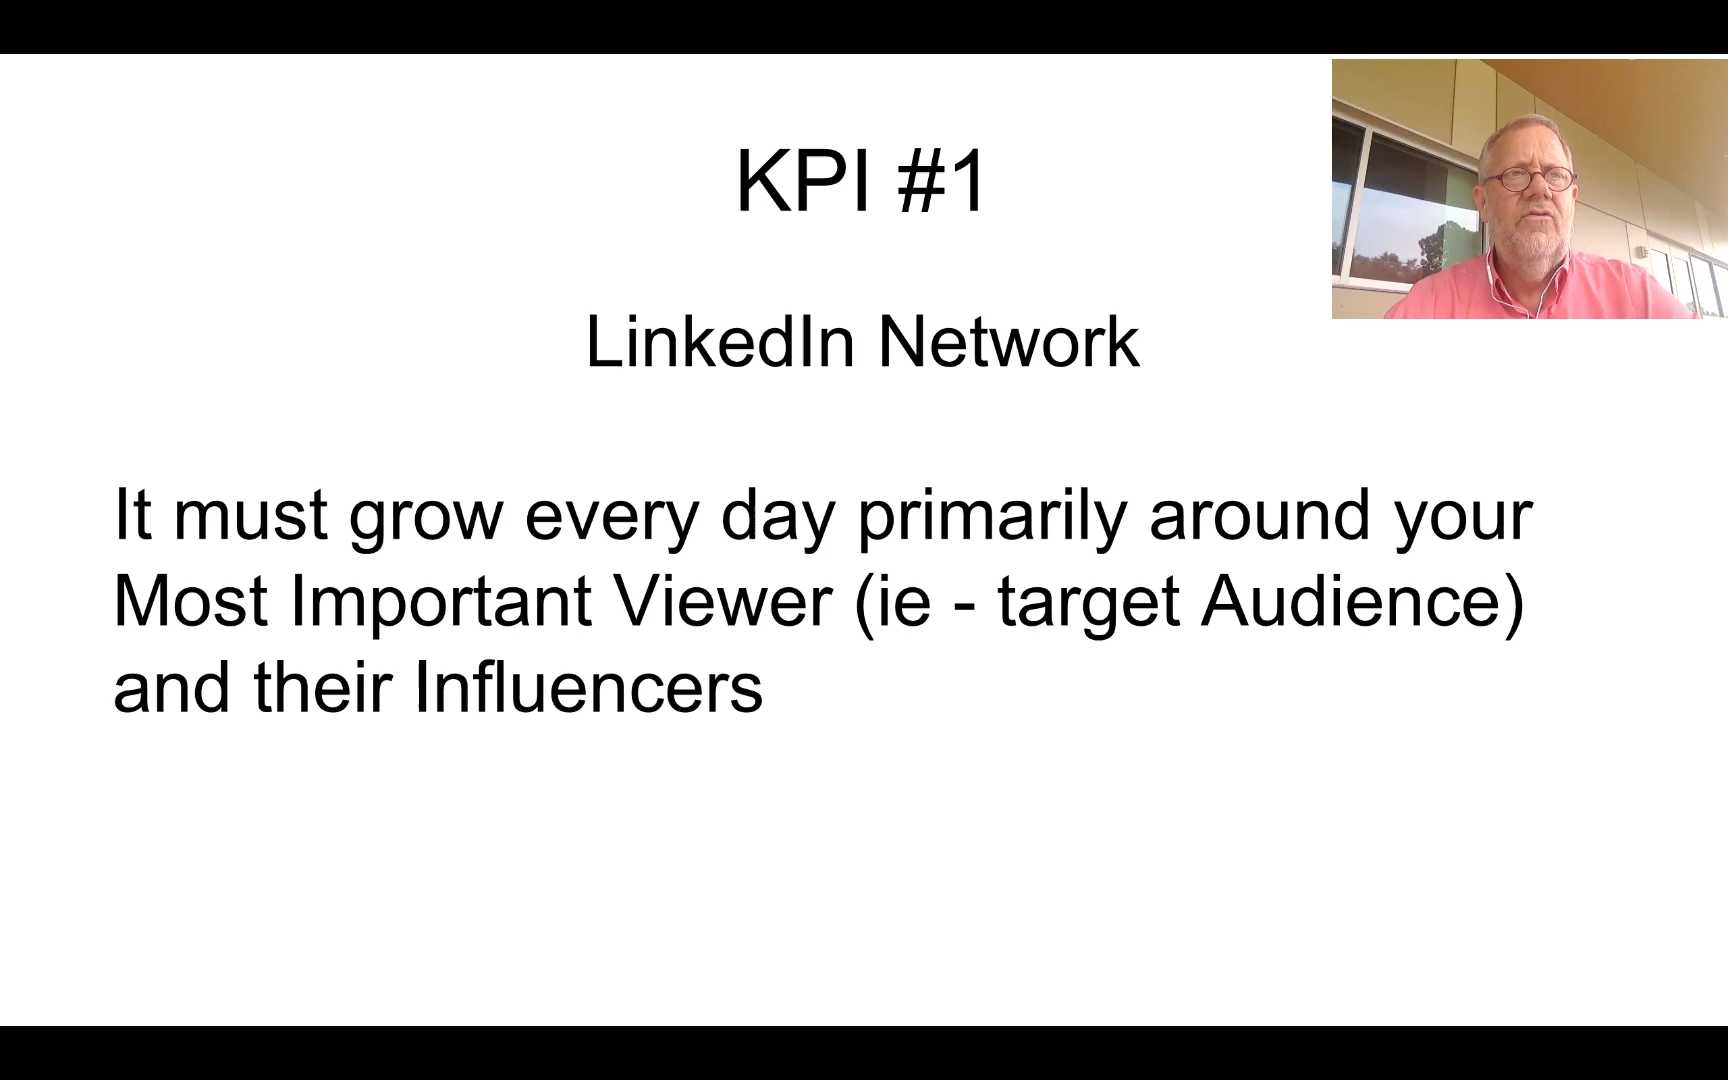 KPI #1
LinkedIn Network
It must grow every day primarily around your
Most Important Viewer (ie - target Audience)
and their Influencers